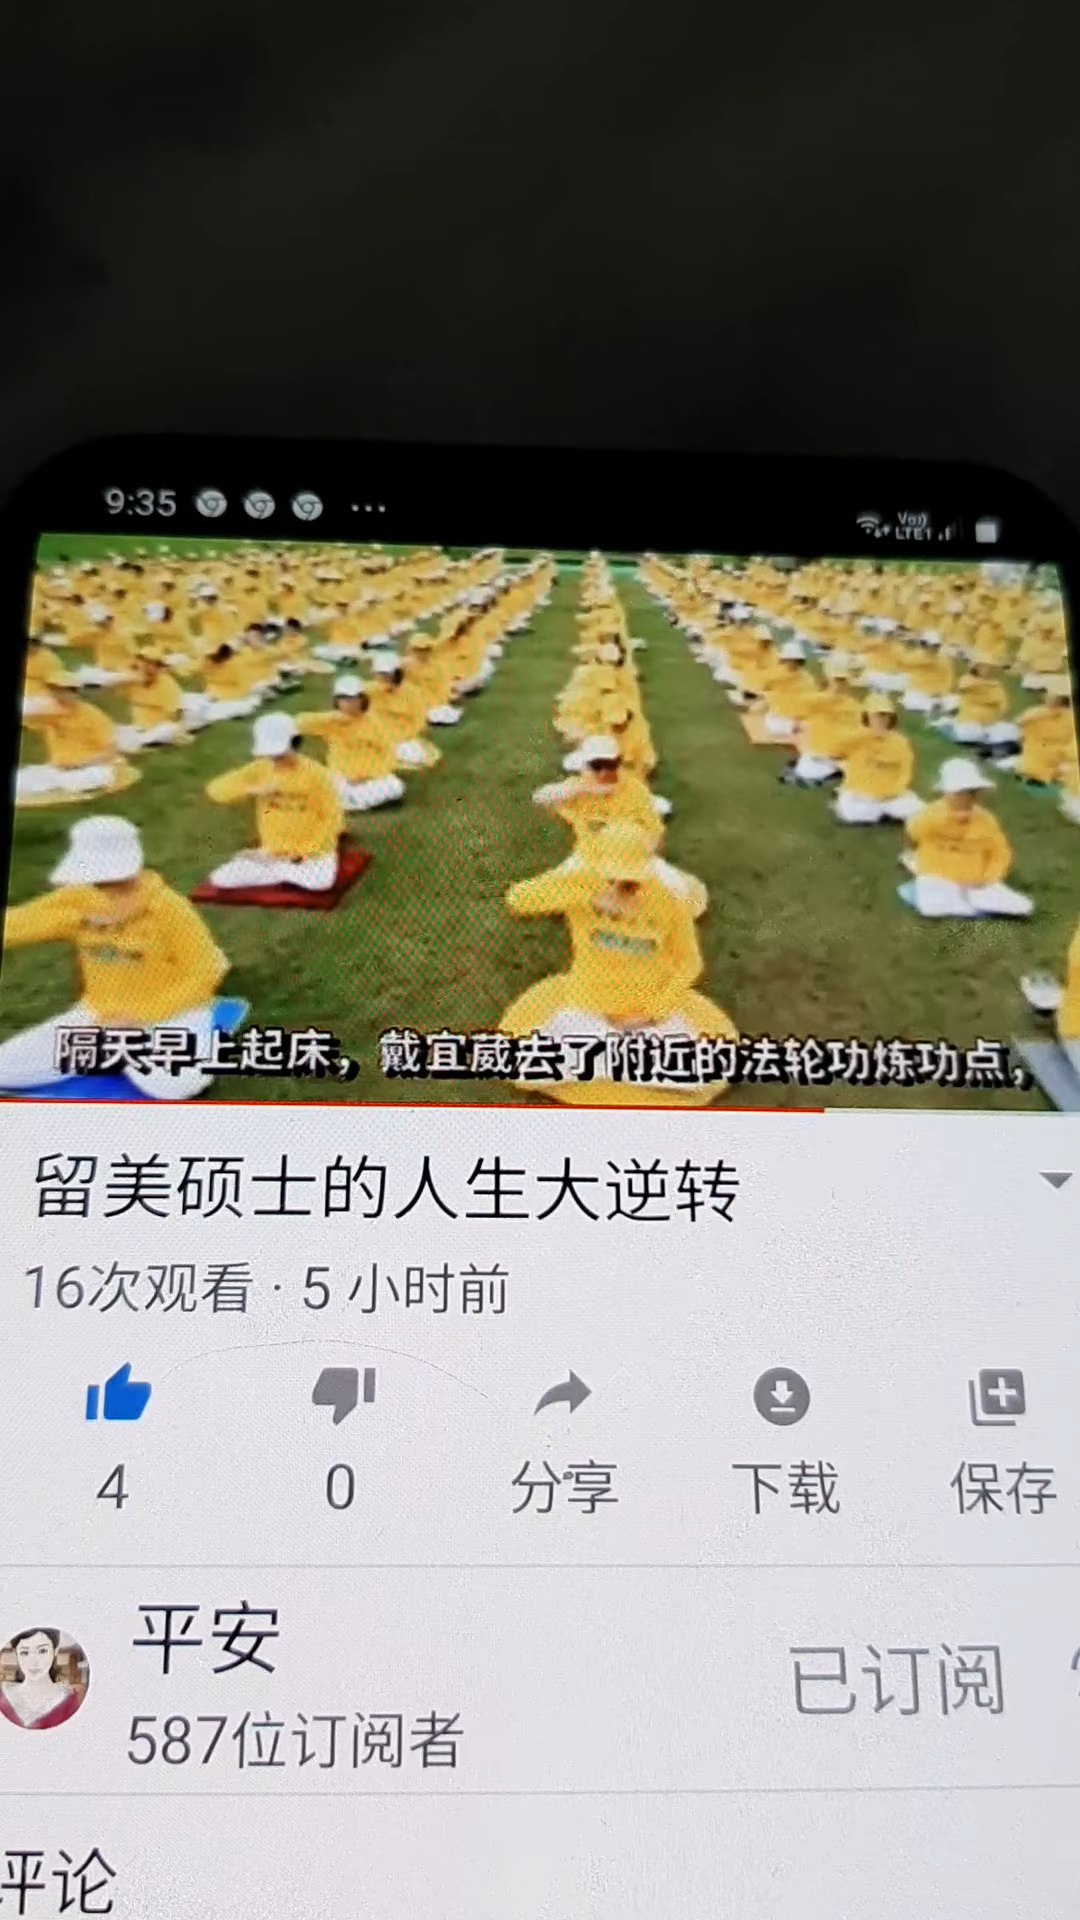 9:35
Vo))
LTE1
隔天早上起床，戴宜葳去了附近的法轮功炼功点，
留美硕士的人生大逆转
16次观看 · 5 小时前
4
0
分享
下载
保存
平安
已订阅
587位订阅者
评论